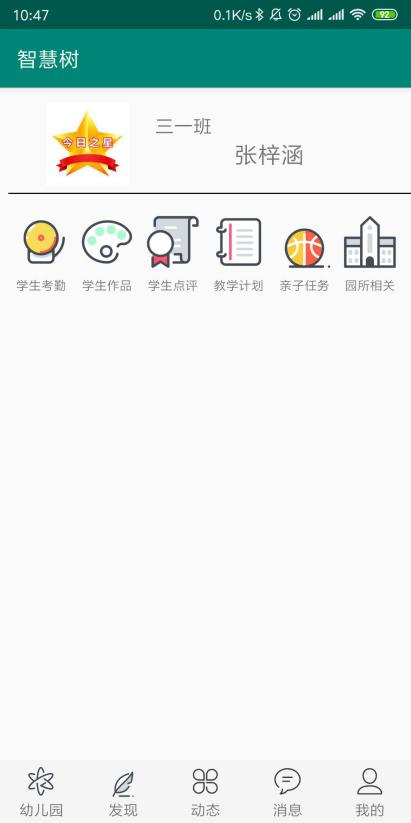 10:47
0.1K/s
92
智慧树
今日之星
三一班
张梓涵
学生考勤 学生作品 学生点评 教学计划 亲子任务 园所相关
幼儿园 发现 动态 消息 我的